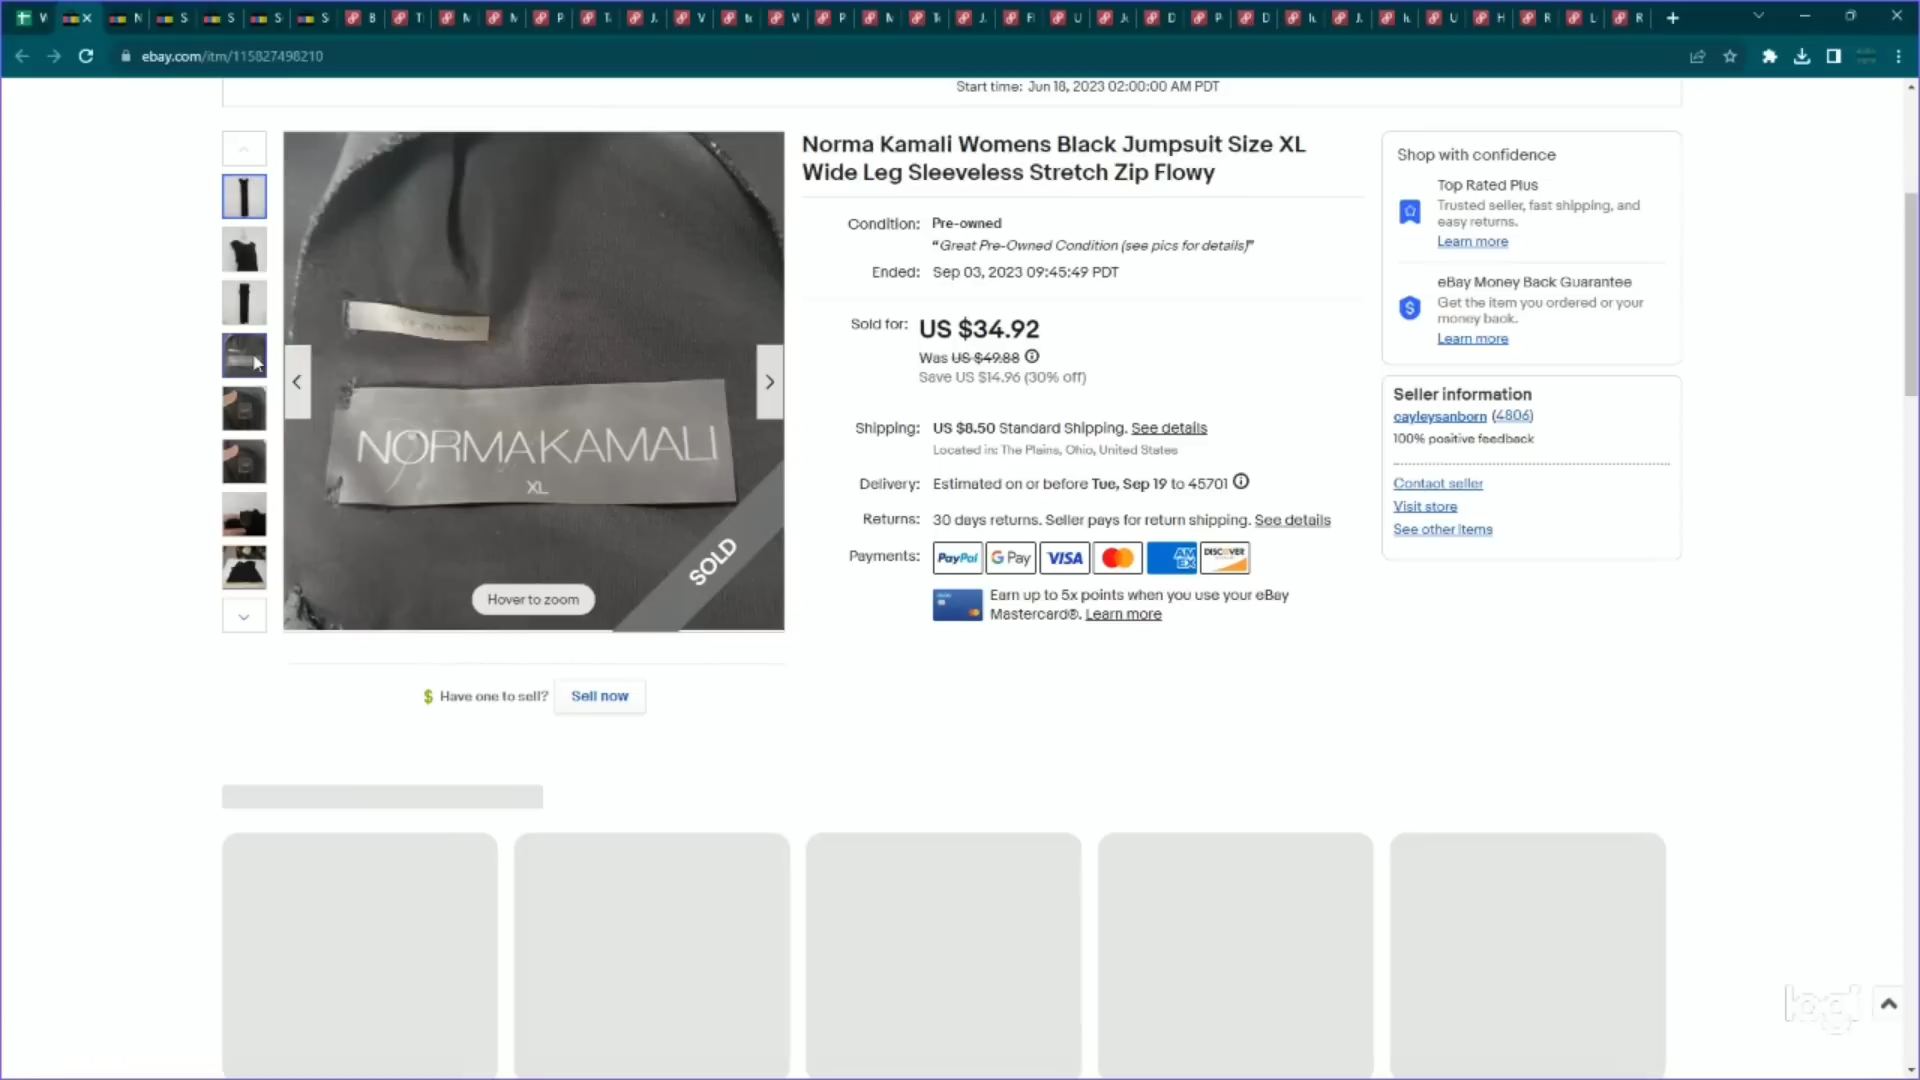 ebay.com/itm/115827498210
Start time: Jun 18, 2023 02:00:00 AM PDT
NORMA KAMALI
XL
SOLD
Hover to zoom
Have one to sell? Sell now
Norma Kamali Womens Black Jumpsuit Size XL
Wide Leg Sleeveless Stretch Zip Flowy
Condition: Pre-owned
"Great Pre-Owned Condition (see pics for details)"
Ended: Sep 03, 2023 09:45:49 PDT
Sold for: US $34.92
Was US $49.88
Save US $14.96 (30% off)
Shipping: US $8.50 Standard Shipping. See details
Located in: The Plains, Ohio, United States
Delivery: Estimated on or before Tue, Sep 19 to 45701
Returns: 30 days returns. Seller pays for return shipping. See details
Payments: PayPal G Pay VISA AM EX DISCOVER
Earn up to 5x points when you use your eBay
Mastercard®. Learn more
Shop with confidence
Top Rated Plus
Trusted seller, fast shipping, and
easy returns.
Learn more
eBay Money Back Guarantee
Get the item you ordered or your
money back.
Learn more
Seller information
cayleysanborn (4806)
100% positive feedback
Contact seller
Visit store
See other Items
logi